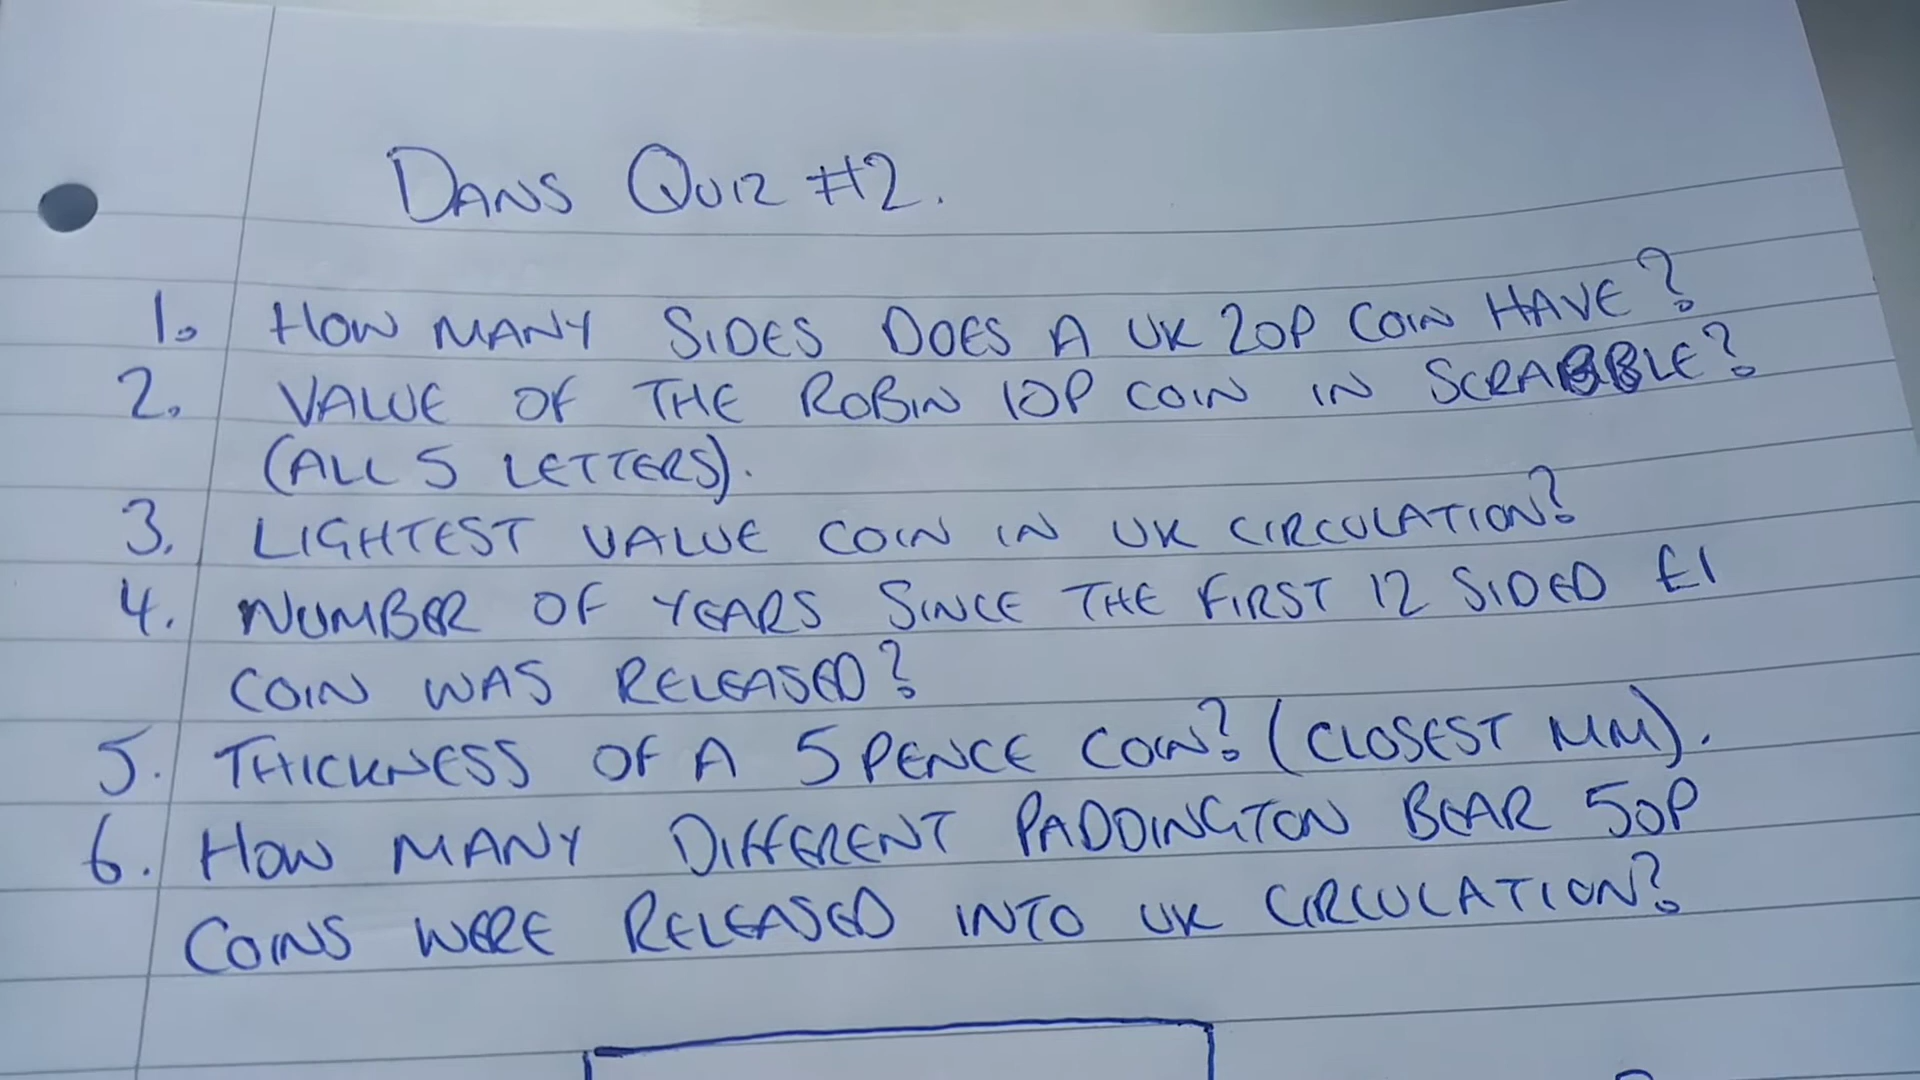 DANS QUIZ #2.
1. HOW MANY SIDES DOES A UK 20P COIN HAVE?
2. VALUE OF THE ROBIN 10P COIN IN SCRABBLE?
(ALL 5 LETTERS).
3. LIGHTEST VALUE COIN IN UK CIRCULATION?
4. NUMBER OF YEARS SINCE THE FIRST 12 SIDED £1
COIN WAS RELEASED?
5. THICKNESS OF A 5 PENCE COIN? (CLOSEST MM).
6. HOW MANY DIFFERENT PADDINGTON BEAR 50P
COINS WERE RELEASED INTO UK CIRCULATION?